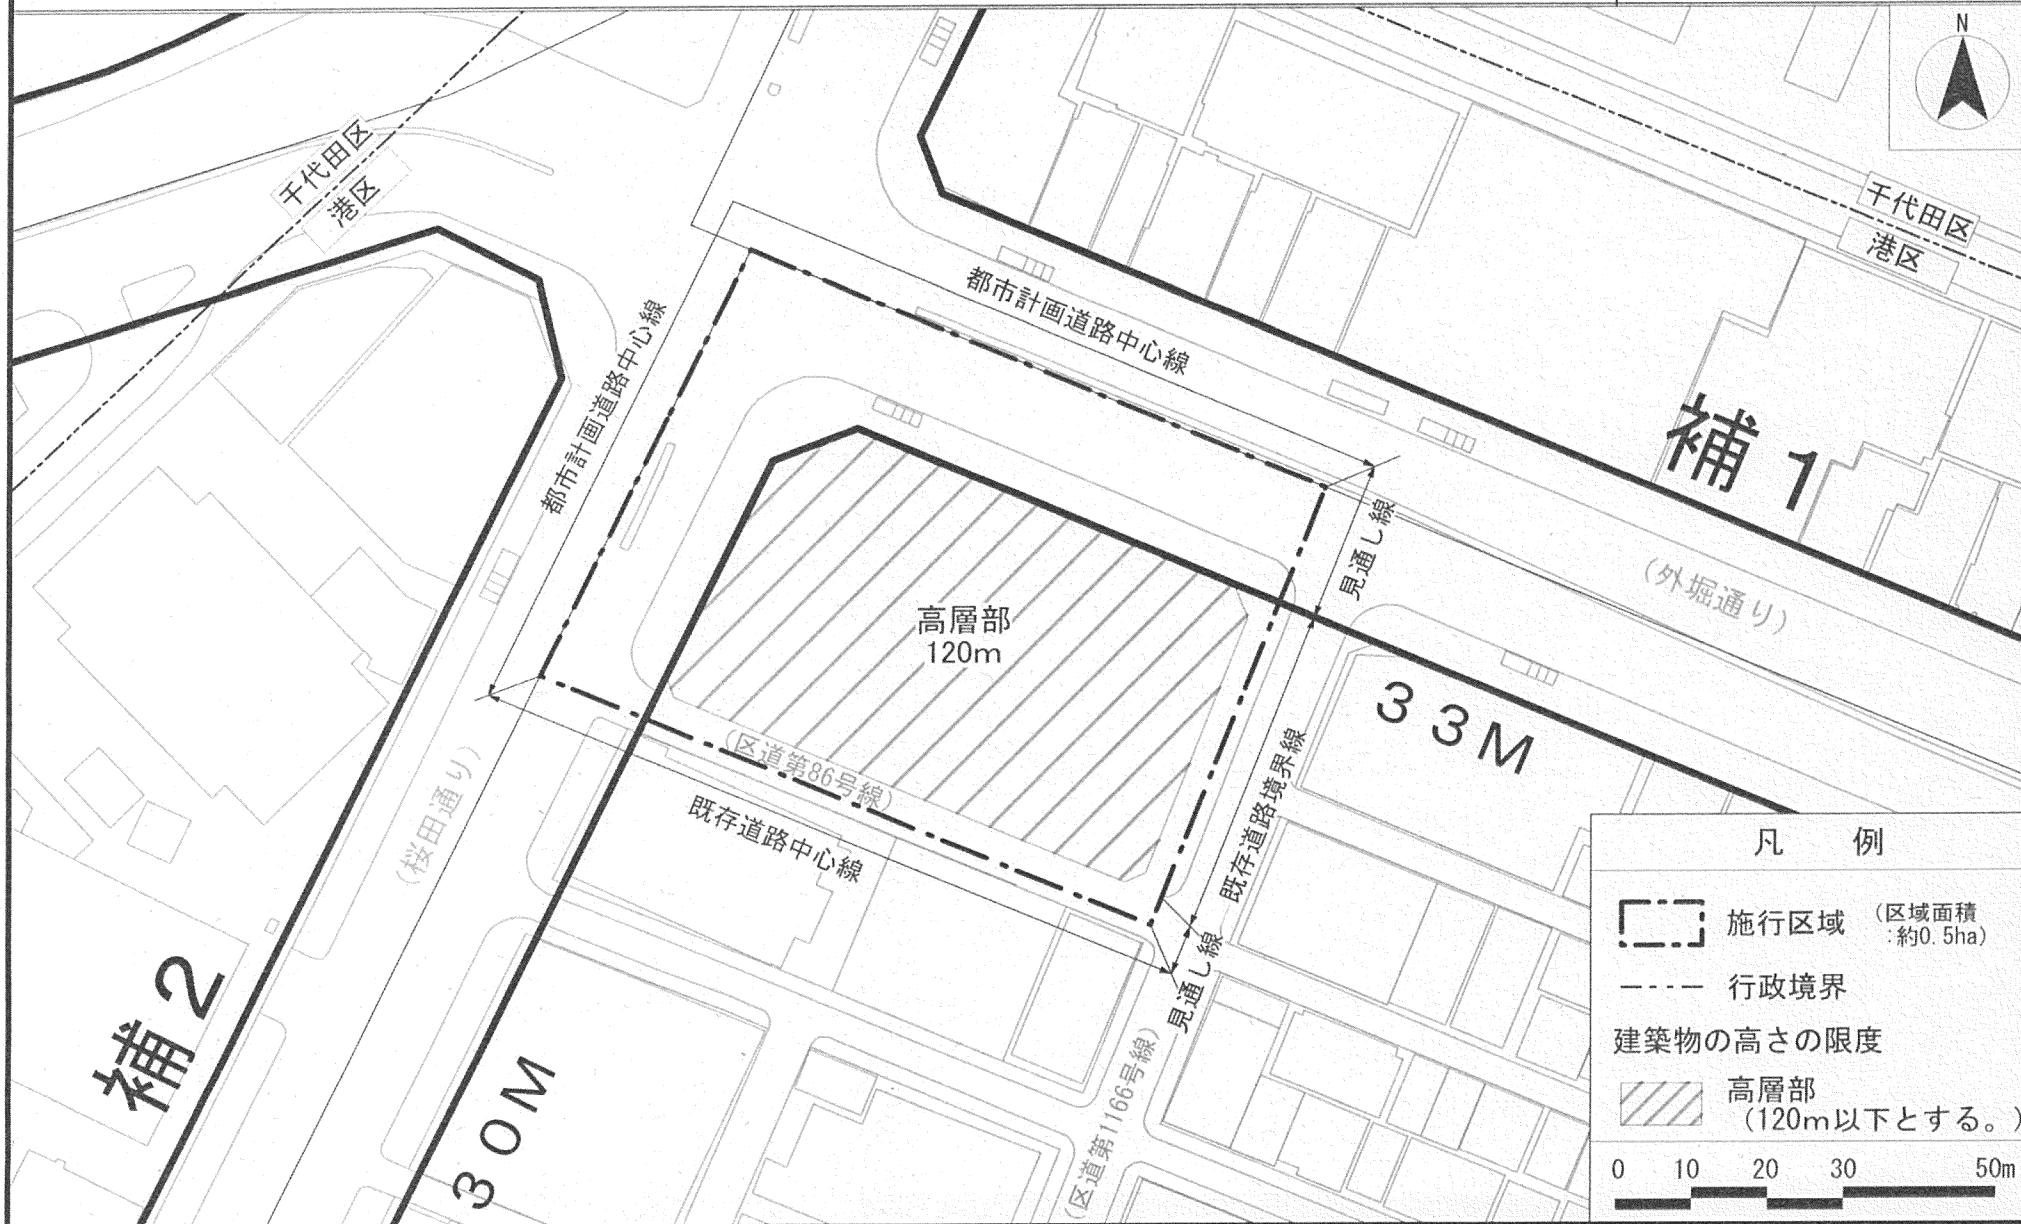 N
千代田区
港区
千代田区
港区
都市計画道路中心線
都市計画道路中心線
補1
見通し線
(外堀通り)
高層部
120m
33M
(区道第86号線)
既存道路中心線
既存道路境界線
(桜田通り)
見通し線
補2
30M
(区道第1166号線)
凡 例
施行区域 (区域面積
:約0.5ha)
行政境界
建築物の高さの限度
高層部
(120m以下とする。)
0 10 20 30 50m